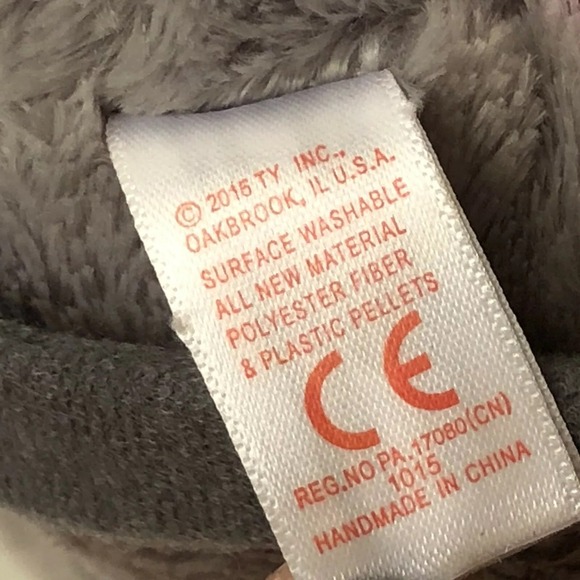 © 2015 TY INC.,
OAKBROOK, IL U.S.A.
SURFACE WASHABLE
ALL NEW MATERIAL
POLYESTER FIBER
& PLASTIC PELLETS
CE
REG.NO PA.17080(CN)
1015
HANDMADE IN CHINA